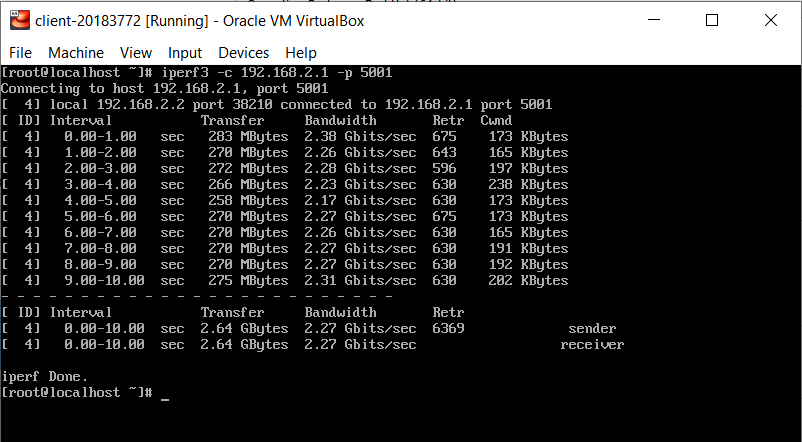 client-20183772 [Running] - Oracle VM VirtualBox
File Machine View Input Devices Help
[root@localhost ~]# iperf3 -c 192.168.2.1 -p 5001
Connecting to host 192.168.2.1, port 5001
[  4] local 192.168.2.2 port 38210 connected to 192.168.2.1 port 5001
[ ID] Interval           Transfer     Bandwidth       Retr  Cwnd
[  4]   0.00-1.00   sec   283 MBytes  2.38 Gbits/sec  675    173 KBytes
[  4]   1.00-2.00   sec   270 MBytes  2.26 Gbits/sec  643    165 KBytes
[  4]   2.00-3.00   sec   272 MBytes  2.28 Gbits/sec  596    197 KBytes
[  4]   3.00-4.00   sec   266 MBytes  2.23 Gbits/sec  630    238 KBytes
[  4]   4.00-5.00   sec   258 MBytes  2.17 Gbits/sec  630    173 KBytes
[  4]   5.00-6.00   sec   270 MBytes  2.27 Gbits/sec  675    173 KBytes
[  4]   6.00-7.00   sec   270 MBytes  2.26 Gbits/sec  630    165 KBytes
[  4]   7.00-8.00   sec   270 MBytes  2.27 Gbits/sec  630    191 KBytes
[  4]   8.00-9.00   sec   270 MBytes  2.27 Gbits/sec  630    192 KBytes
[  4]   9.00-10.00  sec   275 MBytes  2.31 Gbits/sec  630    202 KBytes
- - - - - - - - - - - - - - - - - - - - - - - - -
[ ID] Interval           Transfer     Bandwidth       Retr
[  4]   0.00-10.00  sec  2.64 GBytes  2.27 Gbits/sec  6369             sender
[  4]   0.00-10.00  sec  2.64 GBytes  2.27 Gbits/sec                  receiver
iperf Done.
[root@localhost ~]# _